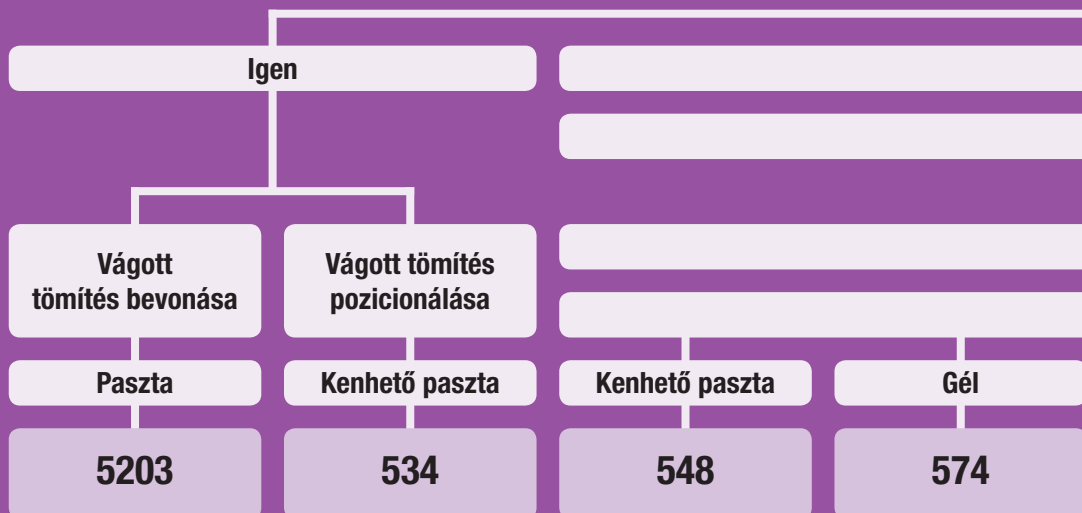 Igen
Vágott
tömítés bevonása
Vágott tömítés
pozicionálása
Paszta
Kenhető paszta
Kenhető paszta
Gél
5203
534
548
574